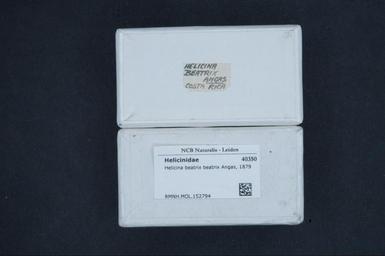 HELICINA
BEATRIX
ANGAS
COSTA RICA
NCB Naturalis - Leiden
Helicinidae 40350
Helicina beatrix beatrix Angas, 1879
RMNH.MOL.152794